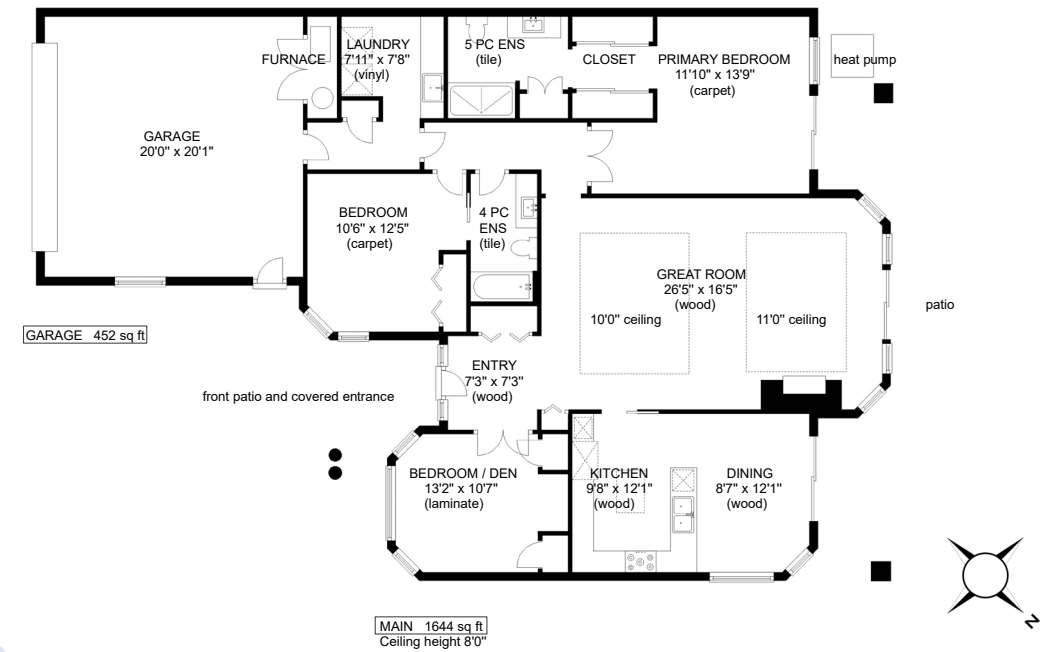 FURNACE
LAUNDRY
7'11" x 7'8"
(vinyl)
5 PC ENS
(tile)
CLOSET
PRIMARY BEDROOM
11'10" x 13'9"
(carpet)
heat pump
GARAGE
20'0" x 20'1"
BEDROOM
10'6" x 12'5"
(carpet)
4 PC
ENS
(tile)
GREAT ROOM
26'5" x 16'5"
(wood)
10'0" ceiling
11'0" ceiling
patio
GARAGE 452 sq ft
ENTRY
7'3" x 7'3"
(wood)
front patio and covered entrance
BEDROOM / DEN
13'2" x 10'7"
(laminate)
KITCHEN
9'8" x 12'1"
(wood)
DINING
8'7" x 12'1"
(wood)
N
MAIN 1644 sq ft
Ceiling height 8'0"